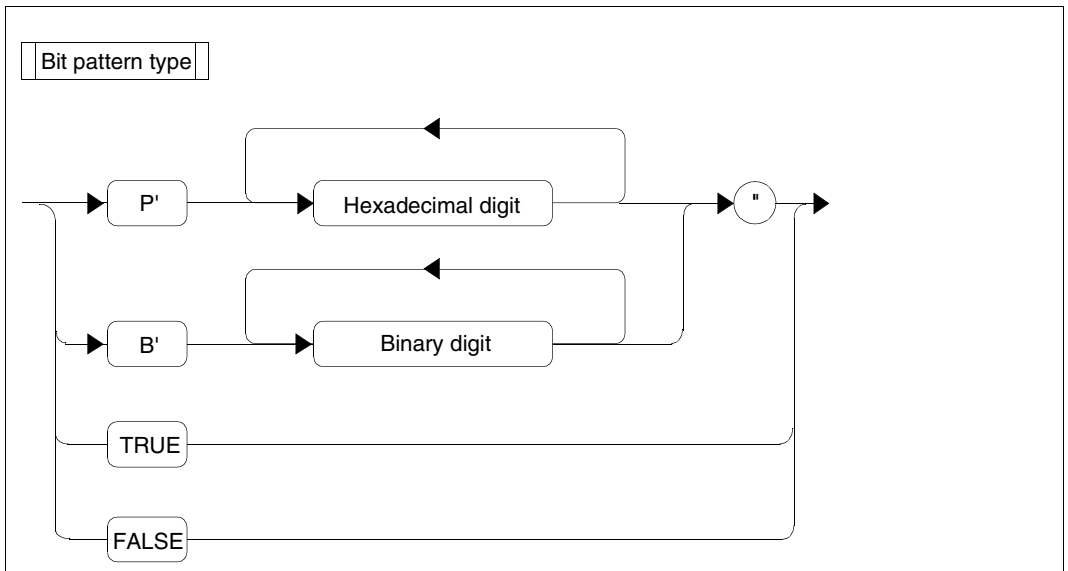 Bit pattern type
P'
Hexadecimal digit
"
B'
Binary digit
TRUE
FALSE